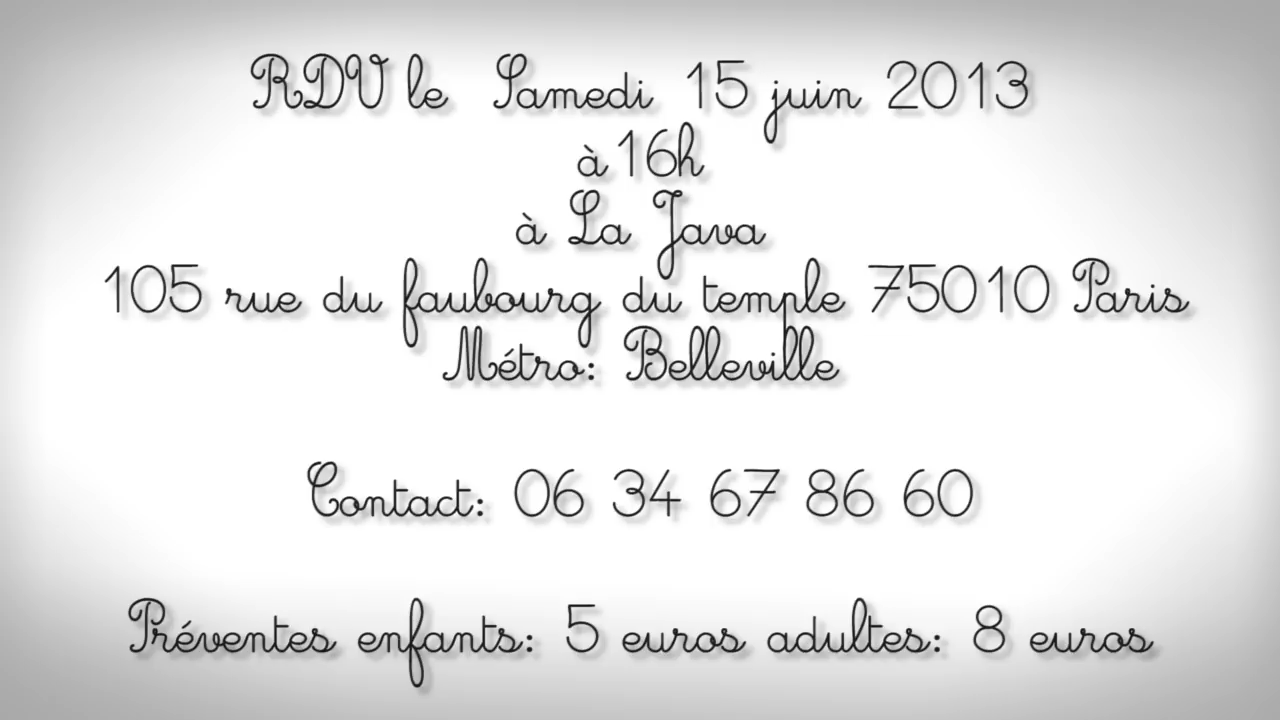 RDV le Samedi 15 juin 2013
à 16h
à La Java
105 rue du faubourg du temple 75010 Paris
Métro: Belleville
Contact: 06 34 67 86 60
Préventes enfants: 5 euros adultes: 8 euros